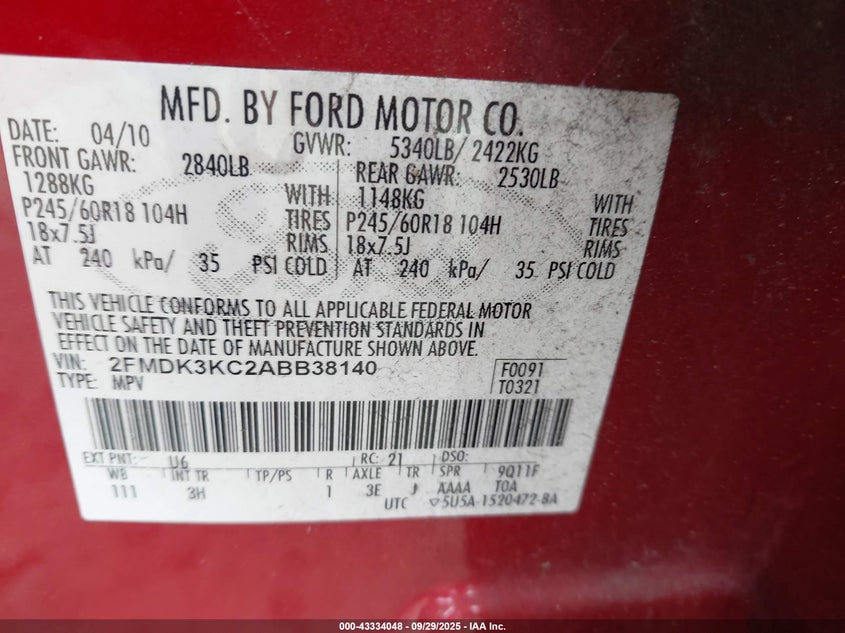 MFD. BY FORD MOTOR CO.
DATE: 04/10 GVWR: 5340LB/ 2422KG
FRONT GAWR: 2840LB REAR GAWR: 2530LB
1288KG WITH 1148KG WITH
P245/60R18 104H TIRES P245/60R18 104H TIRES
18x7.5J RIMS 18x7.5J RIMS
AT 240 kPa/ 35 PSI COLD AT 240 kPa/ 35 PSI COLD
THIS VEHICLE CONFORMS TO ALL APPLICABLE FEDERAL MOTOR
VEHICLE SAFETY AND THEFT PREVENTION STANDARDS IN
EFFECT ON THE DATE OF MANUFACTURE SHOWN ABOVE.
VIN: 2FMDK3KC2ABB38140 F0091
TYPE: MPV T0321
EXT PNT: U6 RC: 21 DSO:
WB INT TR TP/PS R AXLE TR SPR 9Q11F
111 3H 1 3E J AAAA TOA
UTC ▽5U5A-1520472-BA
000-43334048 - 09/29/2025 - IAA Inc.